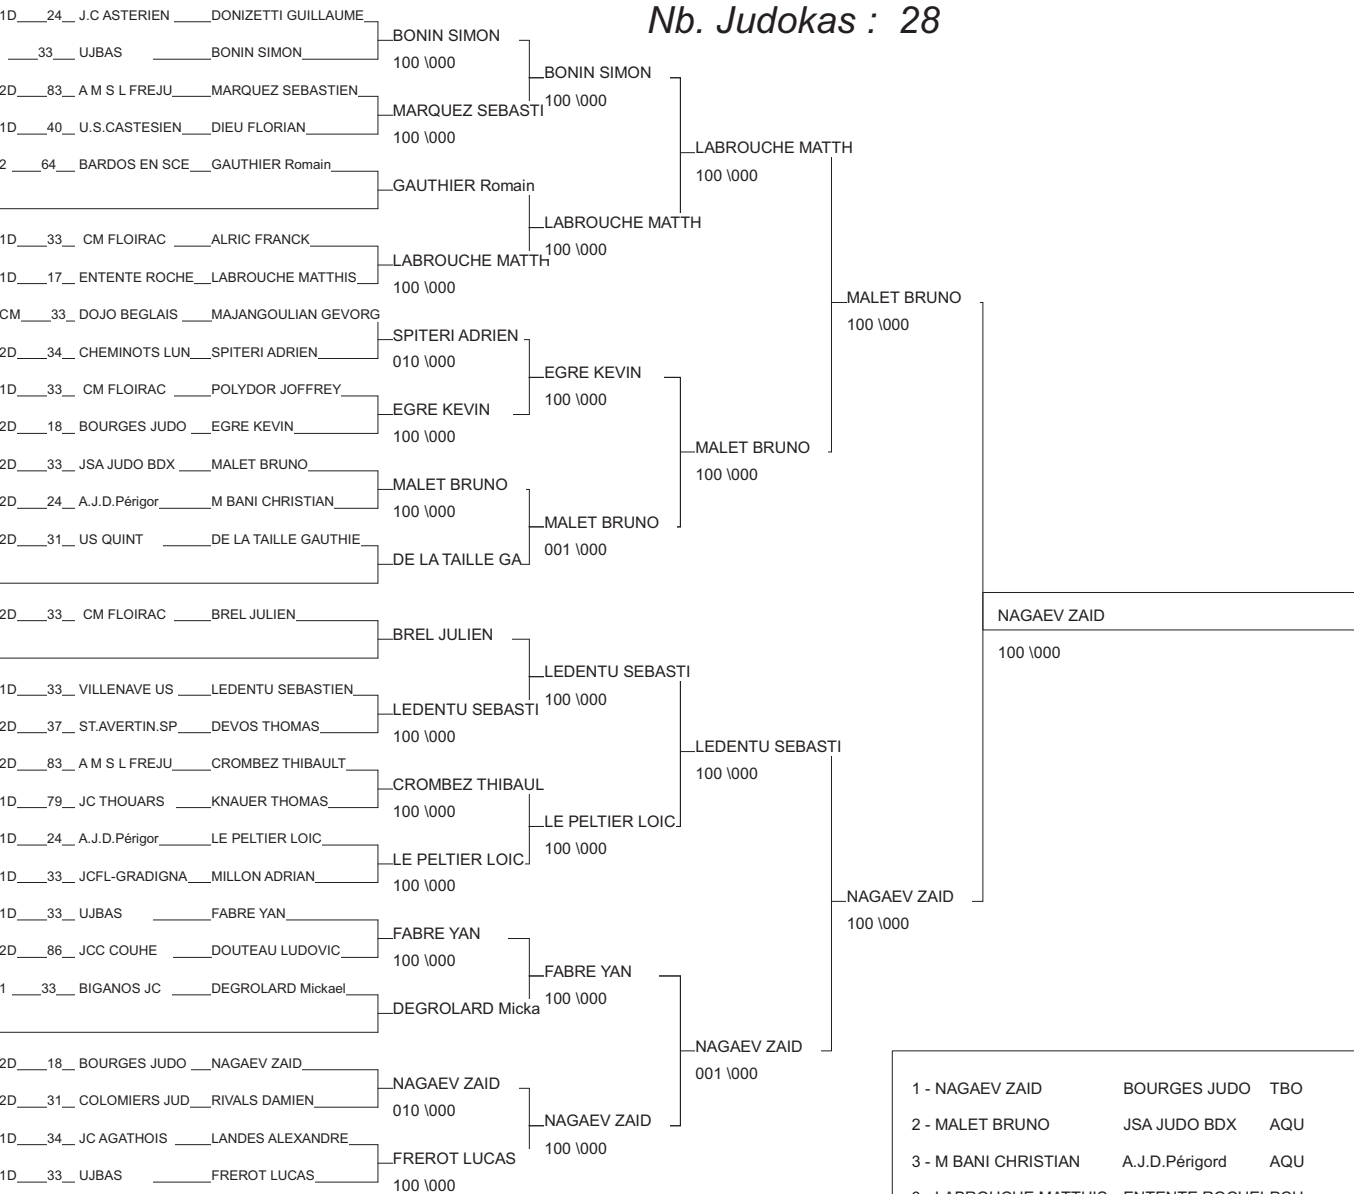 Nb. Judokas : 28
1D 24 J.C ASTERIEN DONIZETTI GUILLAUME
BONIN SIMON
33 UJBAS BONIN SIMON
100 \000
BONIN SIMON
2D 83 A M S L FREJU MARQUEZ SEBASTIEN
100 \000
MARQUEZ SEBASTI
1D 40 U.S.CASTESIEN DIEU FLORIAN
100 \000
LABROUCHE MATTH
2 64 BARDOS EN SCE GAUTHIER Romain
100 \000
GAUTHIER Romain
LABROUCHE MATTH
1D 33 CM FLOIRAC ALRIC FRANCK
100 \000
LABROUCHE MATTH
1D 17 ENTENTE ROCHE LABROUCHE MATTHIS
100 \000
MALET BRUNO
CM 33 DOJO BEGLAIS MAJANGOULIAN GEVORG
100 \000
SPITERI ADRIEN
2D 34 CHEMINOTS LUN SPITERI ADRIEN
010 \000
EGRE KEVIN
1D 33 CM FLOIRAC POLYDOR JOFFREY
100 \000
EGRE KEVIN
2D 18 BOURGES JUDO EGRE KEVIN
100 \000
MALET BRUNO
2D 33 JSA JUDO BDX MALET BRUNO
100 \000
MALET BRUNO
2D 24 A.J.D.Périgor M BANI CHRISTIAN
100 \000
MALET BRUNO
2D 31 US QUINT DE LA TAILLE GAUTHIE
001 \000
DE LA TAILLE GA
2D 33 CM FLOIRAC BREL JULIEN
NAGAEV ZAID
BREL JULIEN
100 \000
LEDENTU SEBASTI
1D 33 VILLENAVE US LEDENTU SEBASTIEN
100 \000
LEDENTU SEBASTI
2D 37 ST.AVERTIN.SP DEVOS THOMAS
100 \000
LEDENTU SEBASTI
2D 83 A M S L FREJU CROMBEZ THIBAULT
100 \000
CROMBEZ THIBAUL
1D 79 JC THOUARS KNAUER THOMAS
100 \000
LE PELTIER LOIC
1D 24 A.J.D.Périgor LE PELTIER LOIC
100 \000
LE PELTIER LOIC
1D 33 JCFL-GRADIGNA MILLON ADRIAN
100 \000
NAGAEV ZAID
1D 33 UJBAS FABRE YAN
100 \000
FABRE YAN
2D 86 JCC COUHE DOUTEAU LUDOVIC
100 \000
FABRE YAN
1 33 BIGANOS JC DEGROLARD Mickael
100 \000
DEGROLARD Micka
NAGAEV ZAID
2D 18 BOURGES JUDO NAGAEV ZAID
001 \000
NAGAEV ZAID
2D 31 COLOMIERS JUD RIVALS DAMIEN
010 \000
NAGAEV ZAID
1D 34 JC AGATHOIS LANDES ALEXANDRE
100 \000
FREROT LUCAS
1D 33 UJBAS FREROT LUCAS
100 \000
1 - NAGAEV ZAID BOURGES JUDO TBO
2 - MALET BRUNO JSA JUDO BDX AQU
3 - M BANI CHRISTIAN A.J.D.Périgord AQU